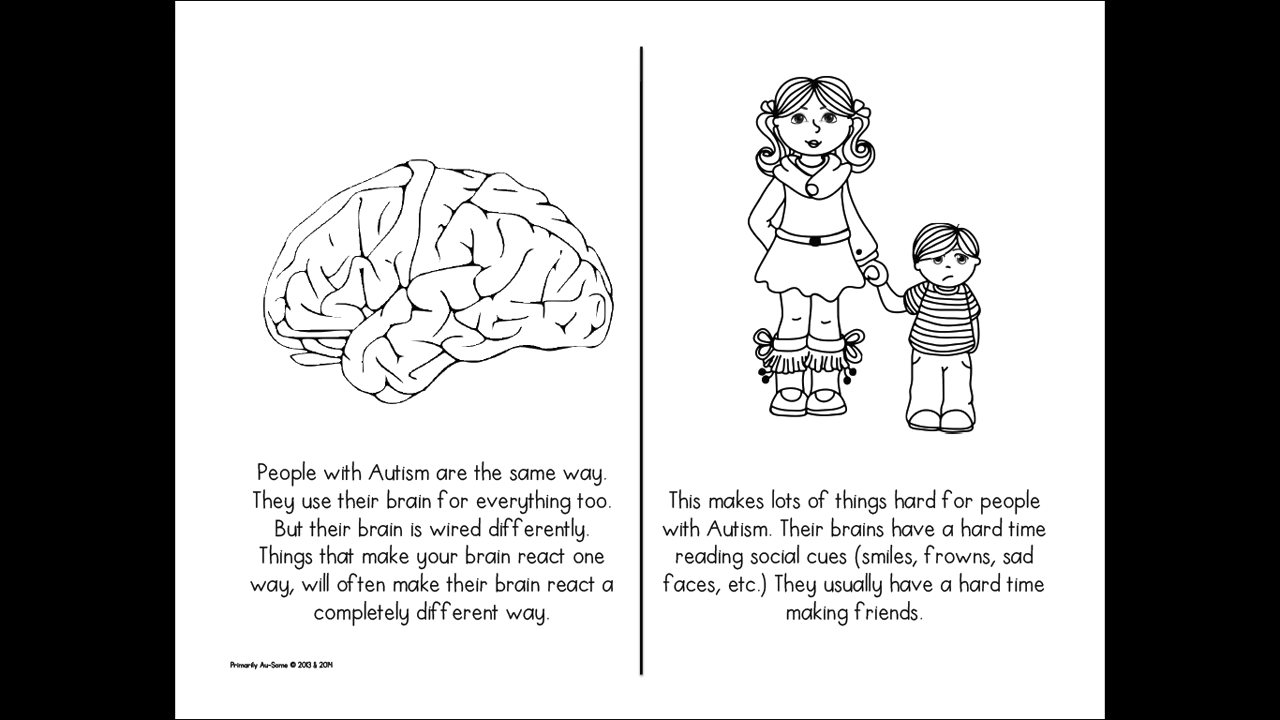 People with Autism are the same way.
They use their brain for everything too.
But their brain is wired differently.
Things that make your brain react one
way, will often make their brain react a
completely different way.
Primarily Au-Some © 2013 & 2014
This makes lots of things hard for people
with Autism. Their brains have a hard time
reading social cues (smiles, frowns, sad
faces, etc.) They usually have a hard time
making friends.